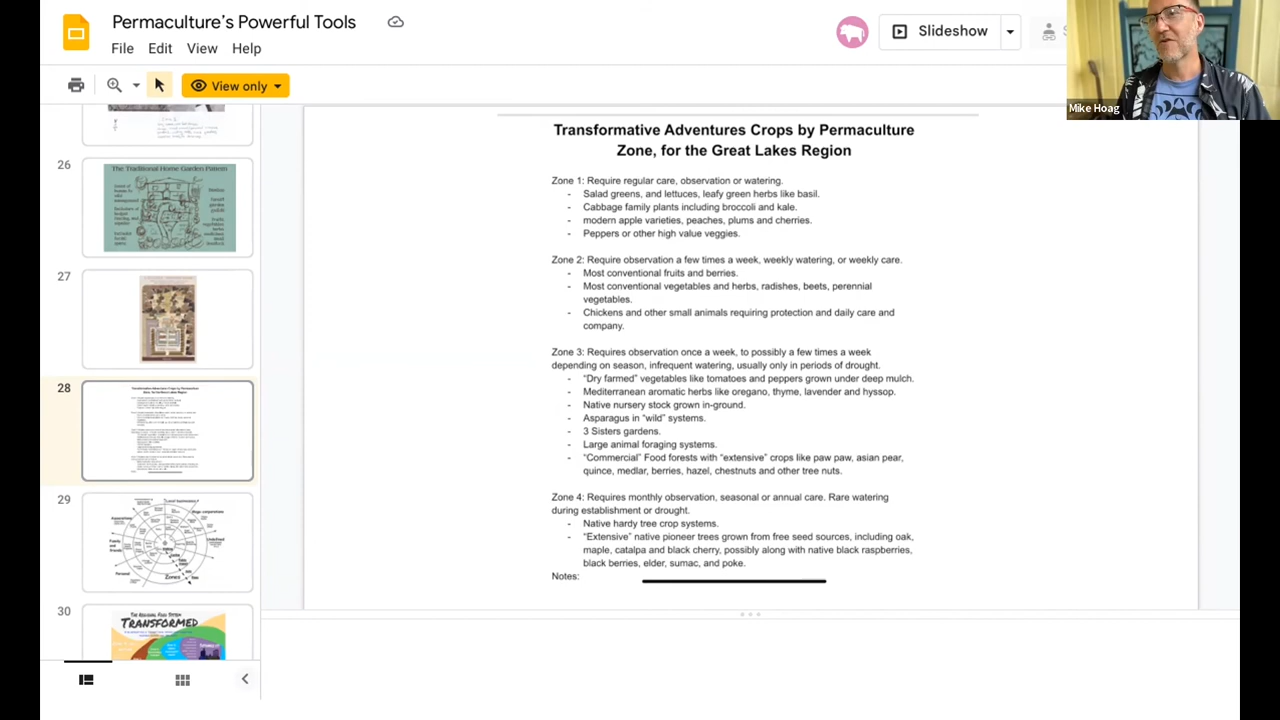 Permaculture's Powerful Tools
File Edit View Help
Slideshow
Mike Hoag
View only
26
The Traditional Home Garden Pattern
27
28
29
Zones
30
THE REGIONAL FOOD SYSTEM
TRANSFORMED
Transformative Adventures Crops by Permaculture
Zone, for the Great Lakes Region
Zone 1: Require regular care, observation or watering.
- Salad greens, and lettuces, leafy green herbs like basil.
- Cabbage family plants including broccoli and kale.
- modern apple varieties, peaches, plums and cherries.
- Peppers or other high value veggies.
Zone 2: Require observation a few times a week, weekly watering, or weekly care.
- Most conventional fruits and berries.
- Most conventional vegetables and herbs, radishes, beets, perennial
vegetables.
- Chickens and other small animals requiring protection and daily care and
company.
Zone 3: Requires observation once a week, to possibly a few times a week
depending on season, infrequent watering, usually only in periods of drought.
- "Dry farmed" vegetables like tomatoes and peppers grown under deep mulch.
- Mediterranean aromatic herbs like oregano, thyme, lavender and hyssop.
- Native nursery stock grown in-ground.
- Asparagus in "wild" systems.
- 3 Sisters gardens.
- Large animal foraging systems.
- "Commercial" Food forests with "extensive" crops like paw paw, asian pear,
quince, medlar, berries, hazel, chestnuts and other tree nuts.
Zone 4: Requires monthly observation, seasonal or annual care. Rare watering
during establishment or drought.
- Native hardy tree crop systems.
- "Extensive" native pioneer trees grown from free seed sources, including oak,
maple, catalpa and black cherry, possibly along with native black raspberries,
black berries, elder, sumac, and poke.
Notes: